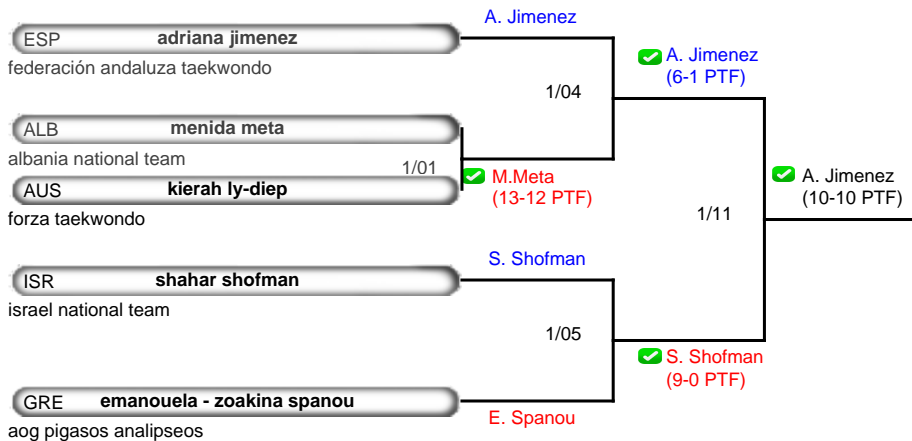 A. Jimenez
ESP adriana jimenez
federación andaluza taekwondo
A. Jimenez
(6-1 PTF)
1/04
ALB menida meta
albania national team
1/01
M.Meta
(13-12 PTF)
AUS kierah ly-diep
forza taekwondo
A. Jimenez
(10-10 PTF)
1/11
S. Shofman
ISR shahar shofman
israel national team
1/05
S. Shofman
(9-0 PTF)
GRE emanouela - zoakina spanou
E. Spanou
aog pigasos analipseos